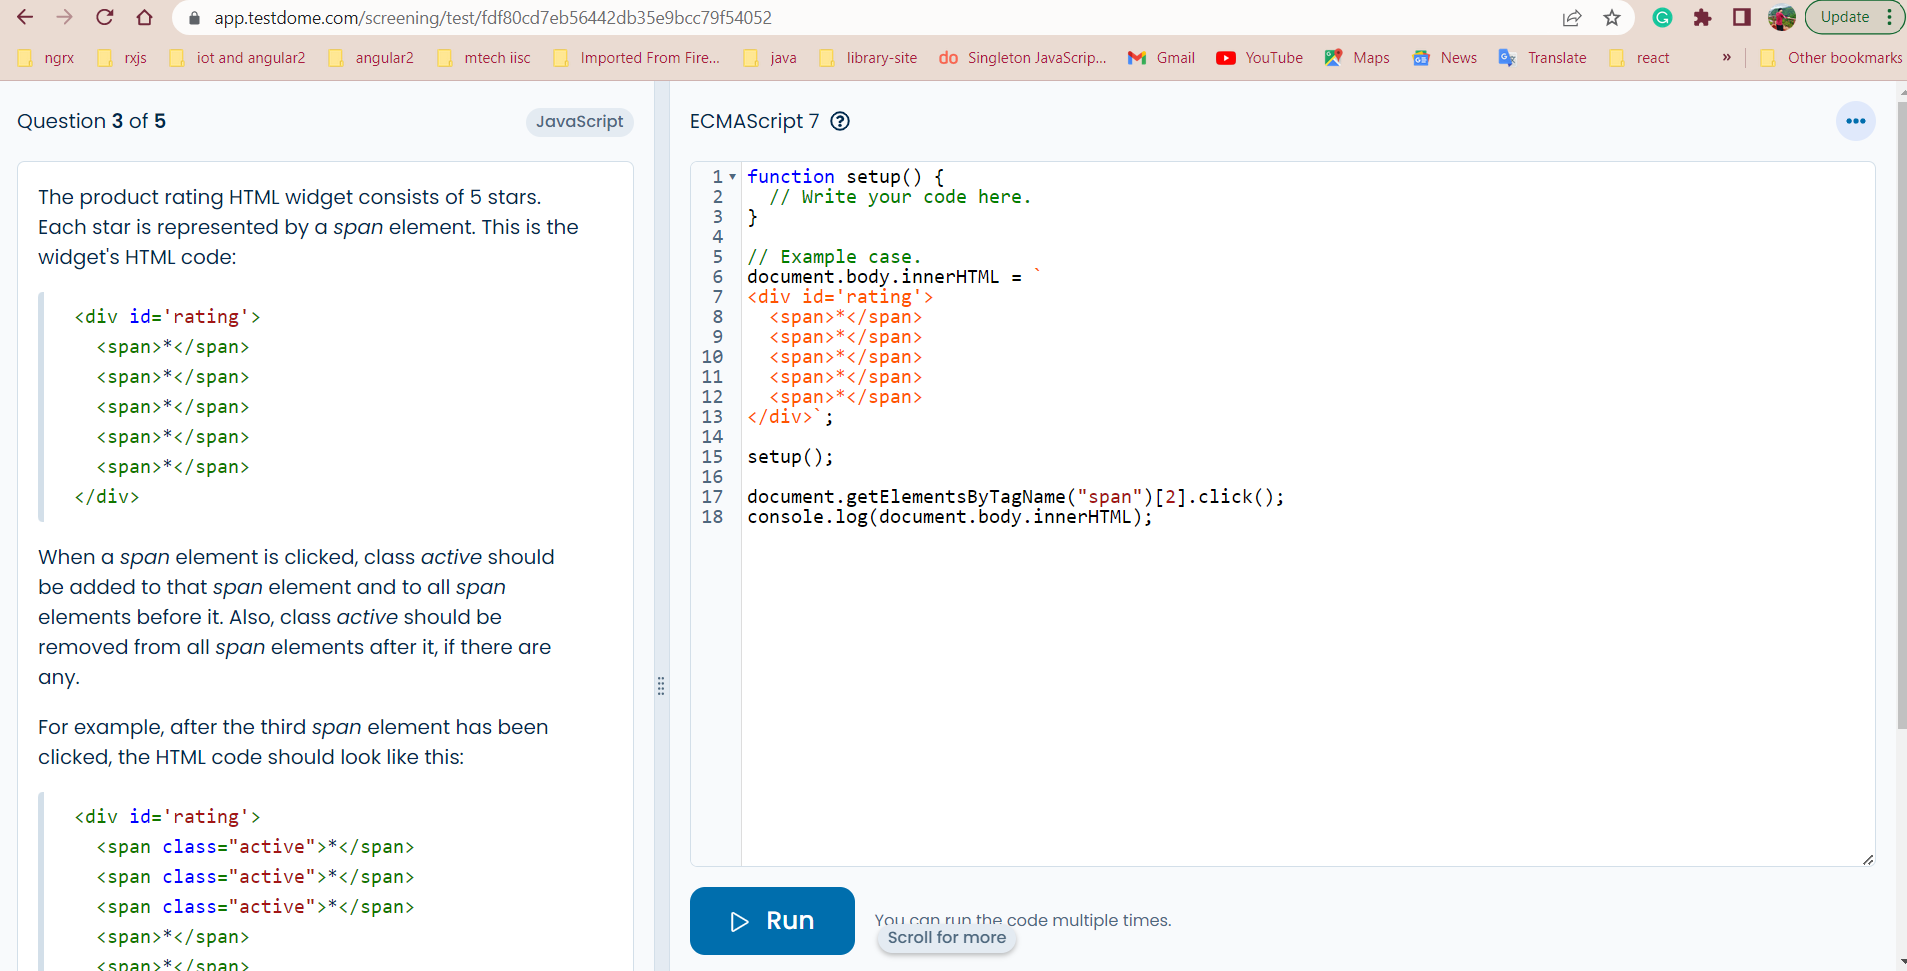 app.testdome.com/screening/test/fdf80cd7eb56442db35e9bcc79f54052
Update
ngrx rxjs iot and angular2 angular2 mtech iisc Imported From Fire... java library-site do Singleton JavaScrip... Gmail YouTube Maps News Translate react » Other bookmarks
Question 3 of 5
JavaScript
The product rating HTML widget consists of 5 stars.
Each star is represented by a span element. This is the
widget's HTML code:
<div id='rating'>
  <span>*</span>
  <span>*</span>
  <span>*</span>
  <span>*</span>
  <span>*</span>
</div>
When a span element is clicked, class active should
be added to that span element and to all span
elements before it. Also, class active should be
removed from all span elements after it, if there are
any.
For example, after the third span element has been
clicked, the HTML code should look like this:
<div id='rating'>
  <span class="active">*</span>
  <span class="active">*</span>
  <span class="active">*</span>
  <span>*</span>
  <span>*</span>
ECMAScript 7
1 function setup() {
2   // Write your code here.
3 }
4
5 // Example case.
6 document.body.innerHTML = `
7 <div id='rating'>
8   <span>*</span>
9   <span>*</span>
10   <span>*</span>
11   <span>*</span>
12   <span>*</span>
13 </div>`;
14
15 setup();
16
17 document.getElementsByTagName("span")[2].click();
18 console.log(document.body.innerHTML);
Run
You can run the code multiple times.
Scroll for more